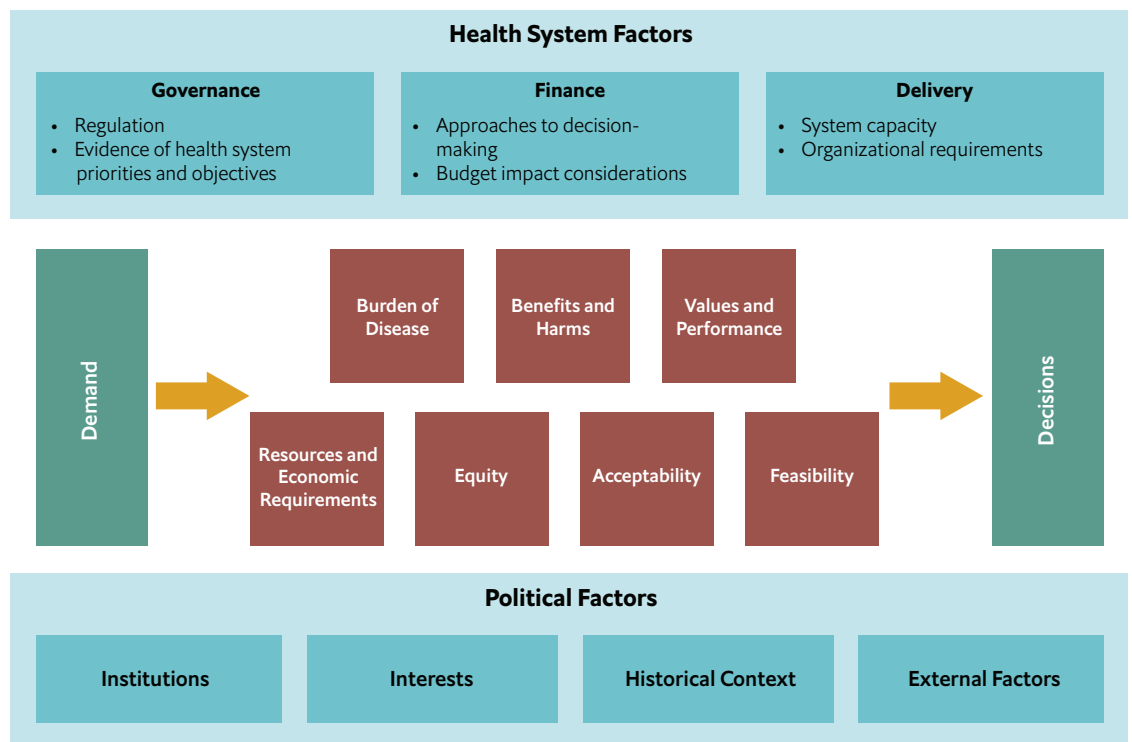 Health System Factors
Governance
• Regulation
• Evidence of health system
priorities and objectives
Finance
• Approaches to decision-
making
• Budget impact considerations
Delivery
• System capacity
• Organizational requirements
Demand
Burden of
Disease
Benefits and
Harms
Values and
Performance
Resources and
Economic
Requirements
Equity
Acceptability
Feasibility
Decisions
Political Factors
Institutions
Interests
Historical Context
External Factors